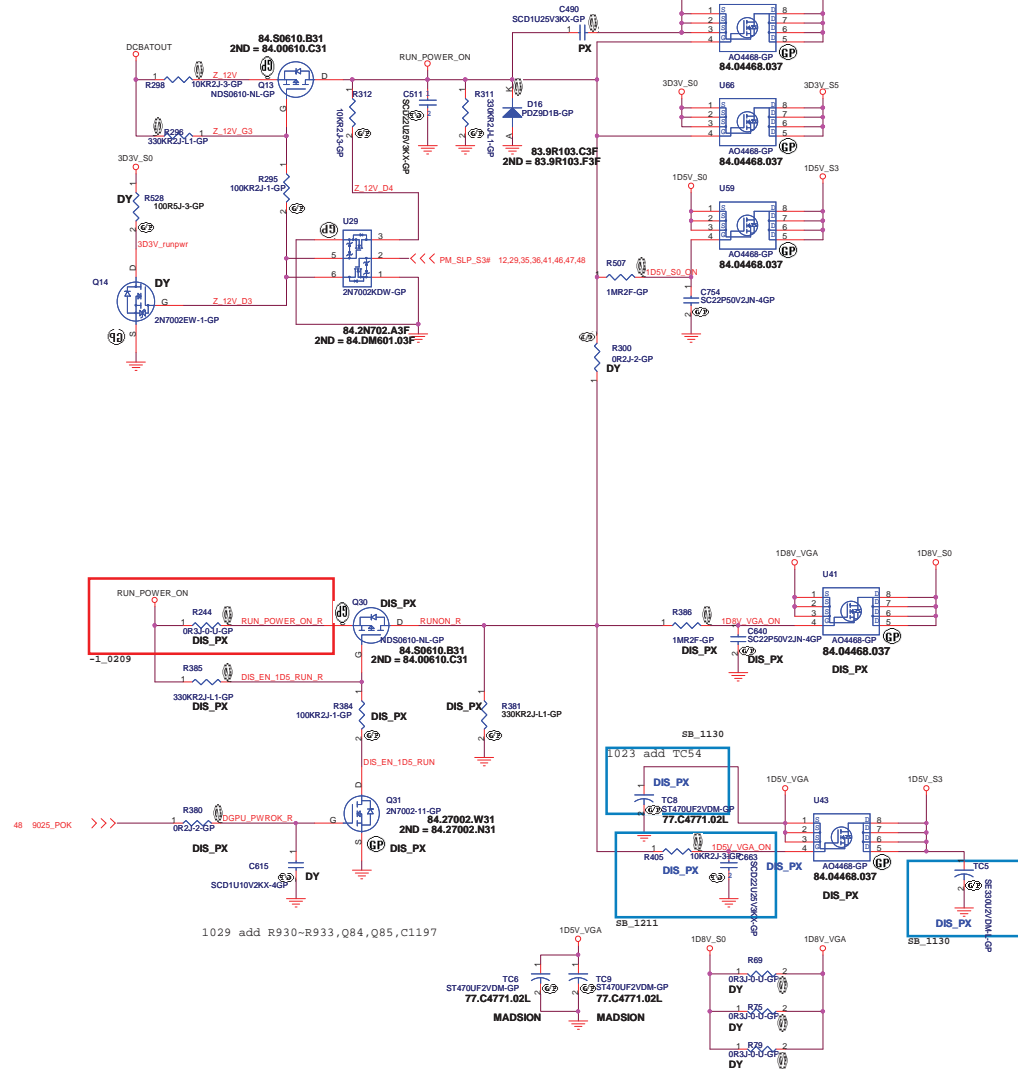 C490
SCD1U25V3KX-GP
PX
AO4468-GP
84.04468.037
84.S0610.B31
2ND = 84.00610.C31
DCBATOUT
R298
Z_12V
10KR2J-3-GP
Q13
NDS0610-NL-GP
RUN_POWER_ON
R312
10KR2J-3-GP
C511
R311
330KR2J-L1-GP
D16
PDZ9D1B-GP
83.9R103.C3F
2ND = 83.9R103.F3F
3D3V_S0
U66
3D3V_S5
AO4468-GP
84.04468.037
R296
330KR2J-L1-GP
Z_12V_G3
3D3V_S0
R295
100KR2J-1-GP
DY
R528
100R5J-3-GP
3D3V_runpwr
Z_12V_D4
U29
2N7002KDW-GP
PM_SLP_S3# 12,29,35,36,41,46,47,48
84.2N702.A3F
2ND = 84.DM601.03F
Q14
DY
2N7002EW-1-GP
Z_12V_D3
1D5V_S0
U59
1D5V_S3
AO4468-GP
84.04468.037
R507
1MR2F-GP
1D5V_S0_ON
C754
SC22P50V2JN-4GP
R300
0R2J-2-GP
DY
RUN_POWER_ON
R244
0R3J-0-U-GP
DIS_PX
RUN_POWER_ON_R
-1_0209
Q30
DIS_PX
NDS0610-NL-GP
84.S0610.B31
2ND = 84.00610.C31
RUNON_R
R385
330KR2J-L1-GP
DIS_PX
DIS_EN_1D5_RUN_R
R384
100KR2J-1-GP
DIS_PX
DIS_PX
R381
330KR2J-L1-GP
DIS_EN_1D5_RUN
Q31
2N7002-11-GP
84.27002.W31
2ND = 84.27002.N31
DIS_PX
48 9025_POK
R380
0R2J-2-GP
DIS_PX
DGPU_PWROK_R
C615
SCD1U10V2KX-4GP
DY
1029 add R930~R933,Q84,Q85,C1197
1D8V_VGA
U41
1D8V_S0
AO4468-GP
84.04468.037
DIS_PX
R386
1MR2F-GP
DIS_PX
1D8V_VGA_ON
C640
SC22P50V2JN-4GP
DIS_PX
SB_1130
1023 add TC54
DIS_PX
TC8
ST470UF2VDM-GP
77.C4771.02L
1D5V_VGA
U43
1D5V_S3
AO4468-GP
84.04468.037
DIS_PX
R405
10KR2J-3-GP
DIS_PX
1D5V_VGA_ON
C663
SCD22U25V3KX-GP
DIS_PX
SB_1211
TC5
SE330U2VDM-L-GP
DIS_PX
SB_1130
1D5V_VGA
TC6
ST470UF2VDM-GP
77.C4771.02L
MADSION
TC9
ST470UF2VDM-GP
77.C4771.02L
MADSION
1D8V_S0
1D8V_VGA
R69
0R3J-0-U-GP
DY
R75
0R3J-0-U-GP
DY
R79
0R3J-0-U-GP
DY